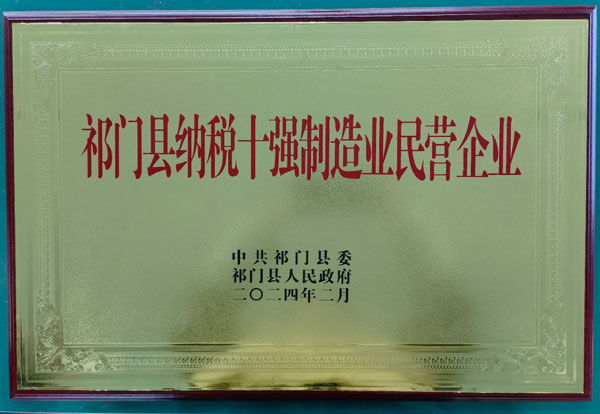 祁门县纳税十强制造业民营企业
中共祁门县委
祁门县人民政府
二〇二四年二月